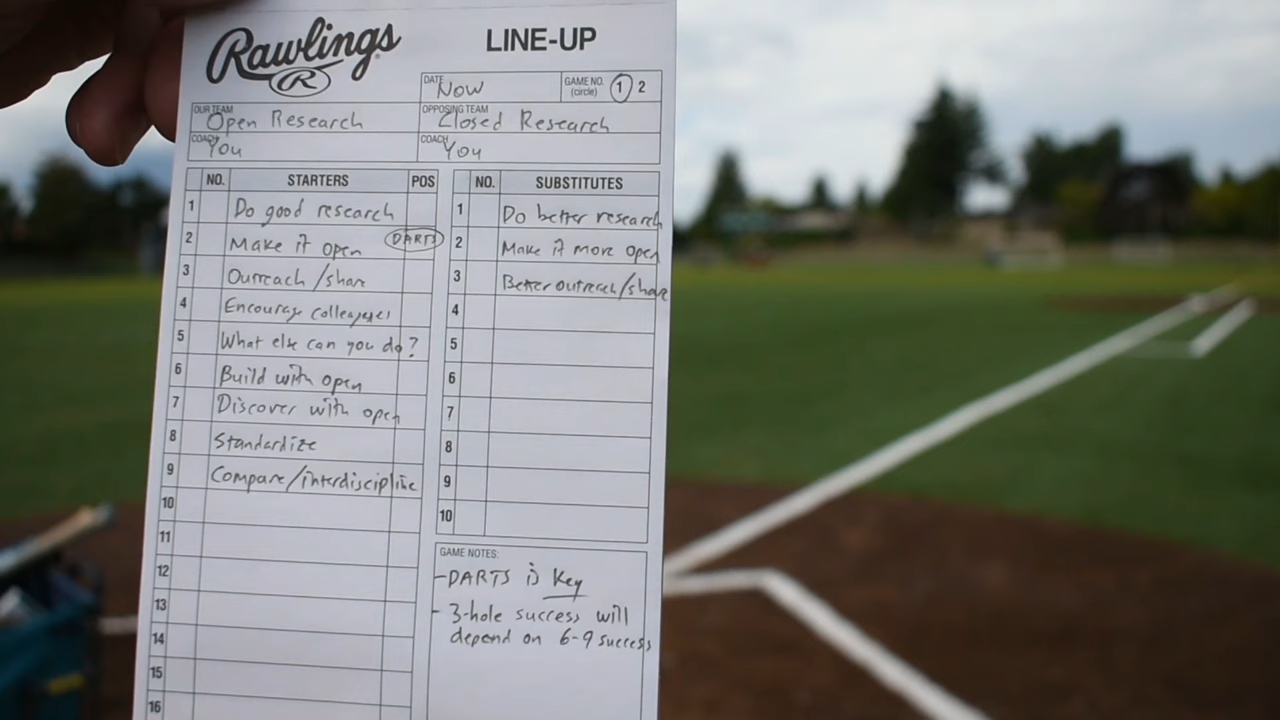 Rawlings
R
LINE-UP
DATE Now
GAME NO. (circle) 1 2
OUR TEAM Open Research
OPPOSING TEAM Closed Research
COACH You
COACH You
NO. STARTERS POS
1 Do good research
2 Make it open DARTS
3 Outreach/share
4 Encourage colleagues
5 What else can you do?
6 Build with open
7 Discover with open
8 Standardize
9 Compare/interdiscipline
10
11
12
13
14
15
16
NO. SUBSTITUTES
1 Do better research
2 Make it more open
3 Better outreach/share
4
5
6
7
8
9
10
GAME NOTES:
- DARTS is key
- 3-hole success will
depend on 6-9 success